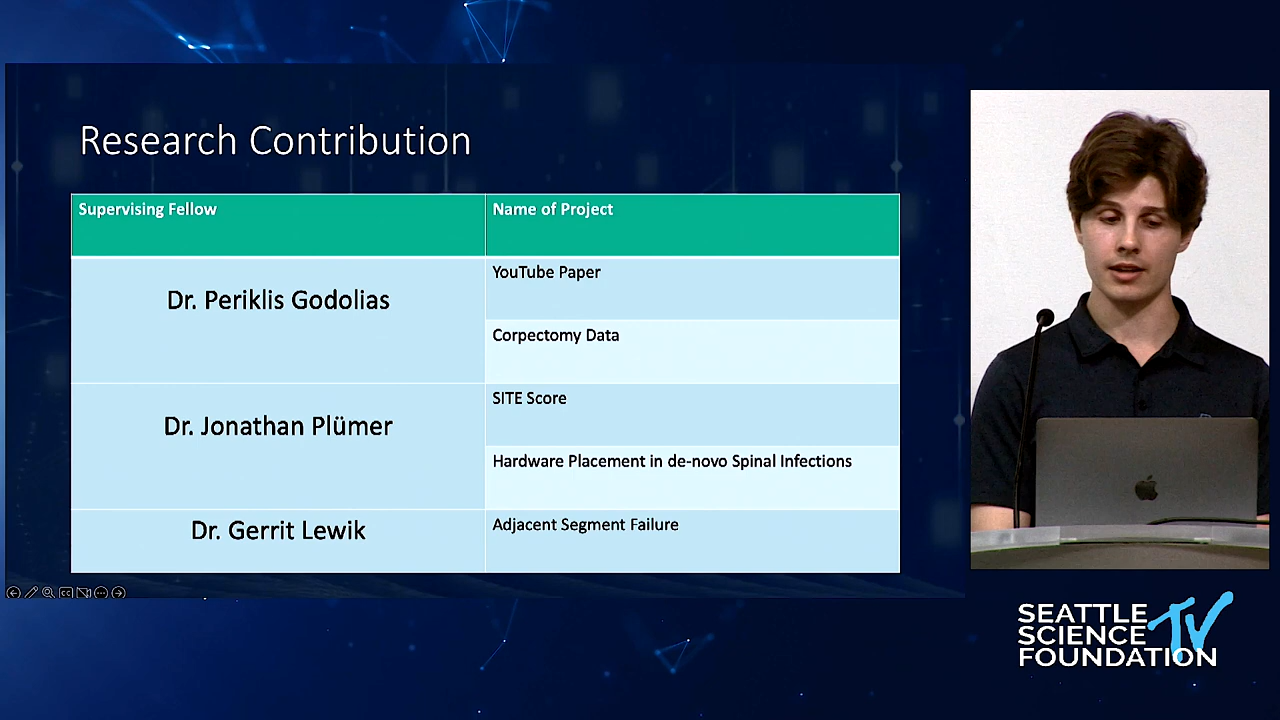 Research Contribution
Supervising Fellow
Name of Project
Dr. Periklis Godolias
YouTube Paper
Corpectomy Data
Dr. Jonathan Plümer
SITE Score
Hardware Placement in de-novo Spinal Infections
Dr. Gerrit Lewik
Adjacent Segment Failure
CC
SEATTLE
SCIENCE TV
FOUNDATION